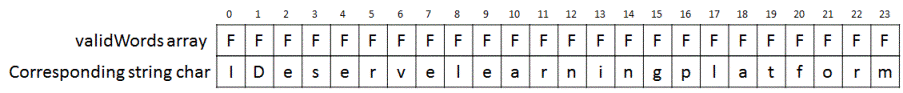 0 1 2 3 4 5 6 7 8 9 10 11 12 13 14 15 16 17 18 19 20 21 22 23
validWords array F F F F F F F F F F F F F F F F F F F F F F F F
Corresponding string char I D e s e r v e l e a r n i n g p l a t f o r m